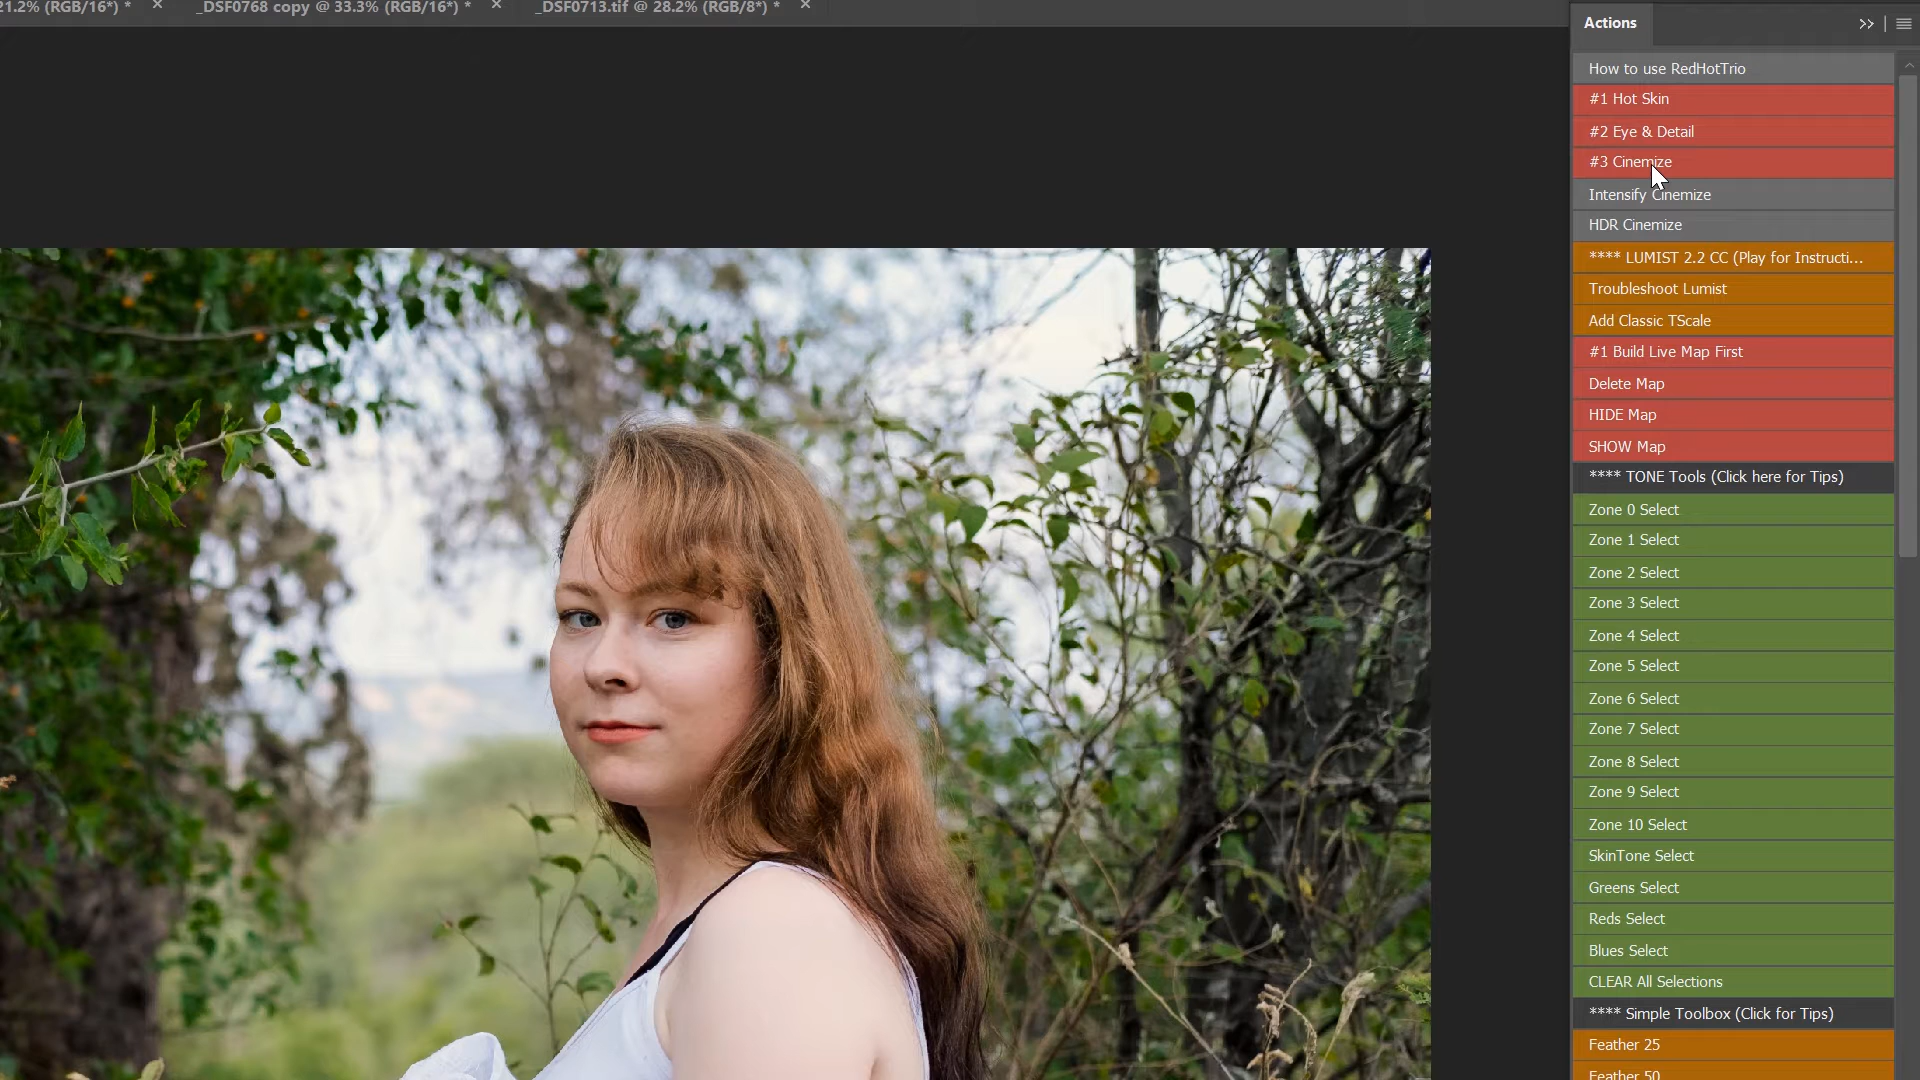 21.2% (RGB/16*) * × _DSF0768 copy @ 33.3% (RGB/16*) * × _DSF0713.tif @ 28.2% (RGB/8*) * ×
Actions
How to use RedHotTrio
#1 Hot Skin
#2 Eye & Detail
#3 Cinemize
Intensify Cinemize
HDR Cinemize
**** LUMIST 2.2 CC (Play for Instructi...
Troubleshoot Lumist
Add Classic TScale
#1 Build Live Map First
Delete Map
HIDE Map
SHOW Map
**** TONE Tools (Click here for Tips)
Zone 0 Select
Zone 1 Select
Zone 2 Select
Zone 3 Select
Zone 4 Select
Zone 5 Select
Zone 6 Select
Zone 7 Select
Zone 8 Select
Zone 9 Select
Zone 10 Select
SkinTone Select
Greens Select
Reds Select
Blues Select
CLEAR All Selections
**** Simple Toolbox (Click for Tips)
Feather 25
Feather 50